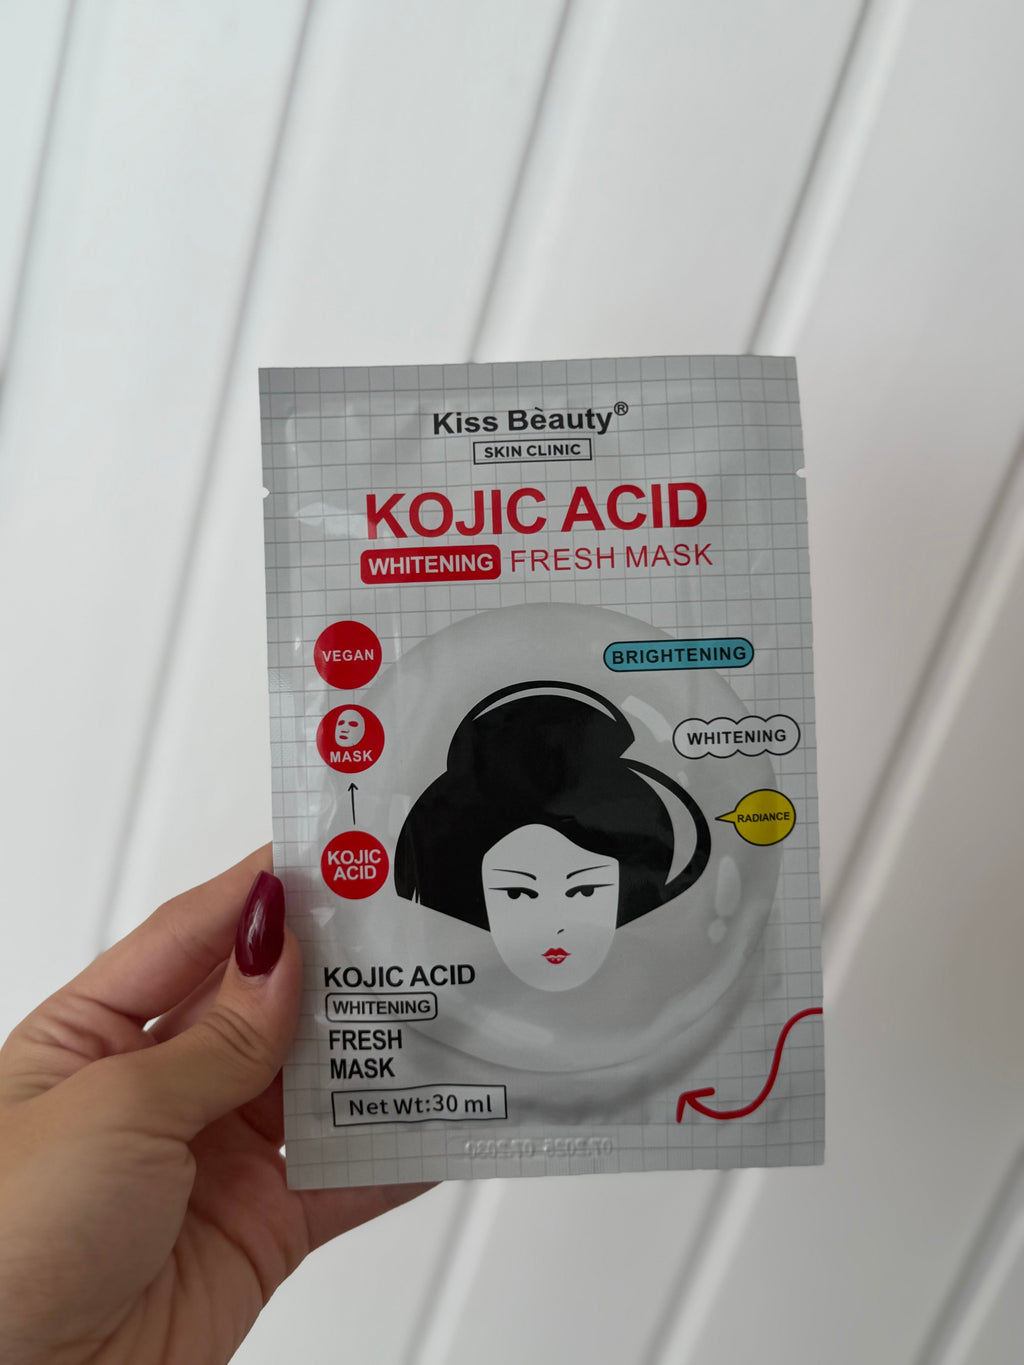 Kiss Bèauty®
SKIN CLINIC
KOJIC ACID
WHITENING FRESH MASK
VEGAN
BRIGHTENING
MASK
WHITENING
RADIANCE
KOJIC
ACID
KOJIC ACID
WHITENING
FRESH
MASK
Net Wt:30 ml